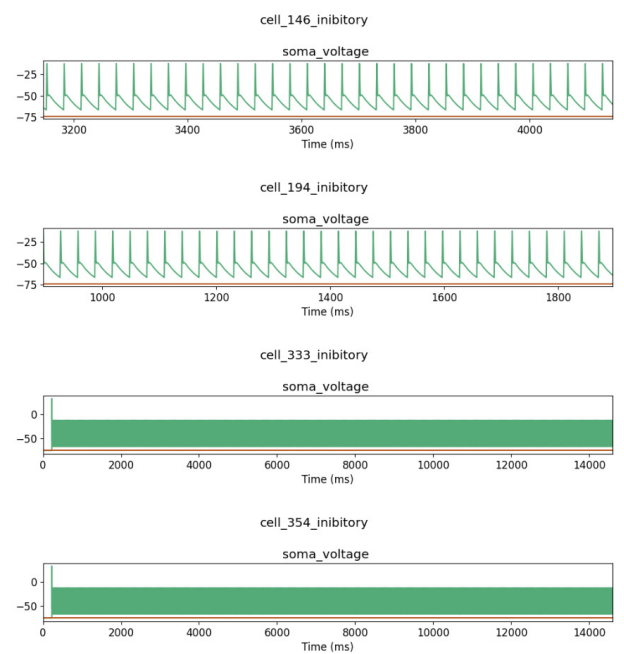 cell_146_inibitory
soma_voltage
−25
−50
−75
3200 3400 3600 3800 4000
Time (ms)
cell_194_inibitory
soma_voltage
−25
−50
−75
1000 1200 1400 1600 1800
Time (ms)
cell_333_inibitory
soma_voltage
0
−50
0 2000 4000 6000 8000 10000 12000 14000
Time (ms)
cell_354_inibitory
soma_voltage
0
−50
0 2000 4000 6000 8000 10000 12000 14000
Time (ms)